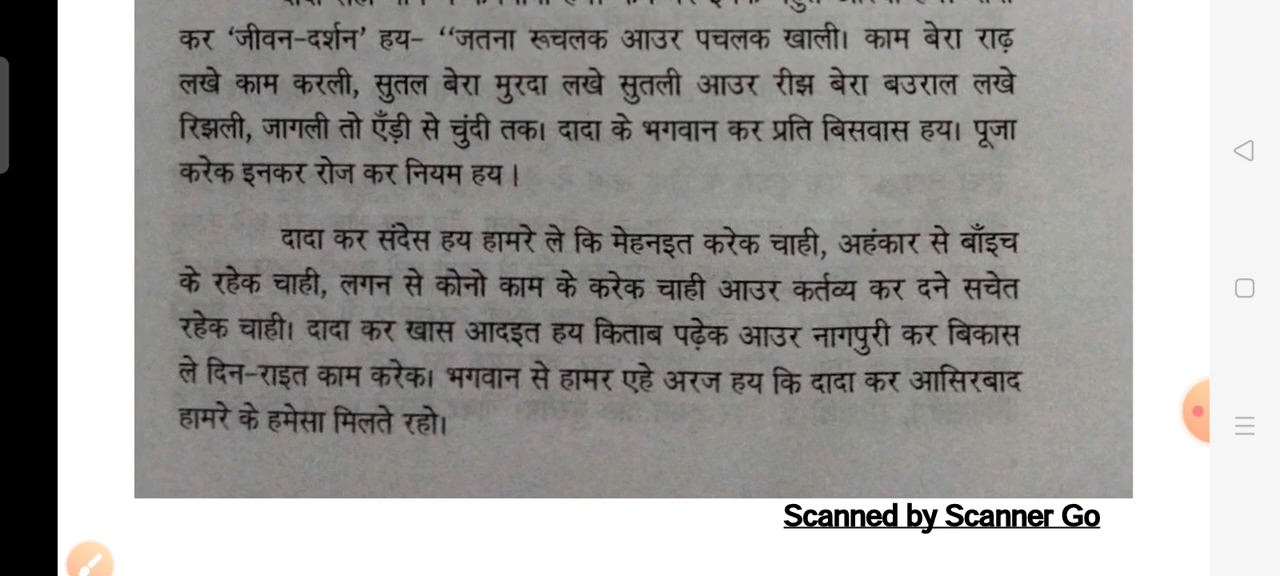 कर ‘जीवन-दर्शन’ हय- “जतना रूचलक आउर पचलक खाली। काम बेरा राढ़
लखे काम करली, सुतल बेरा मुरदा लखे सुतली आउर रीझ बेरा बउराल लखे
रिझली, जागली तो एँड़ी से चुंदी तक। दादा के भगवान कर प्रति बिसवास हय। पूजा
करेक इनकर रोज कर नियम हय।
दादा कर संदेस हय हामरे ले कि मेहनइत करेक चाही, अहंकार से बाँइच
के रहेक चाही, लगन से कोनो काम के करेक चाही आउर कर्तव्य कर दने सचेत
रहेक चाही। दादा कर खास आदइत हय किताब पढ़ेक आउर नागपुरी कर बिकास
ले दिन-राइत काम करेक। भगवान से हामर एहे अरज हय कि दादा कर आसिरबाद
हामरे के हमेसा मिलते रहो।
Scanned by Scanner Go